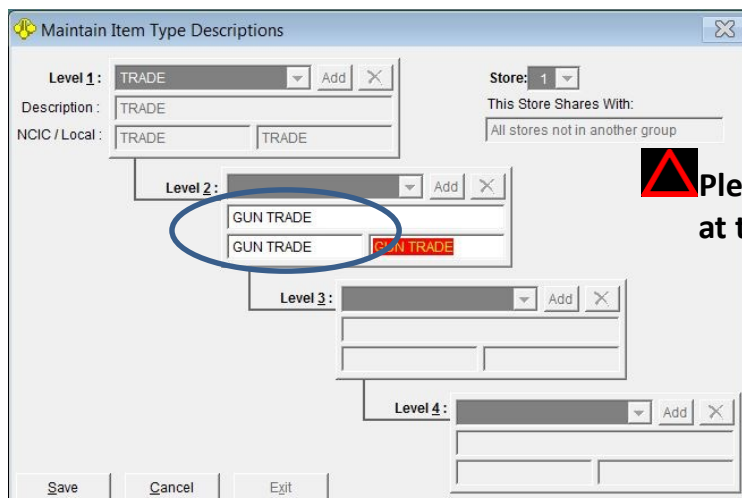 Maintain Item Type Descriptions
Level 1: TRADE Add
Store: 1
Description: TRADE
This Store Shares With:
NCIC / Local: TRADE TRADE
All stores not in another group
Level 2: Add
GUN TRADE
GUN TRADE GUN TRADE
Level 3: Add
Level 4: Add
Save Cancel Exit